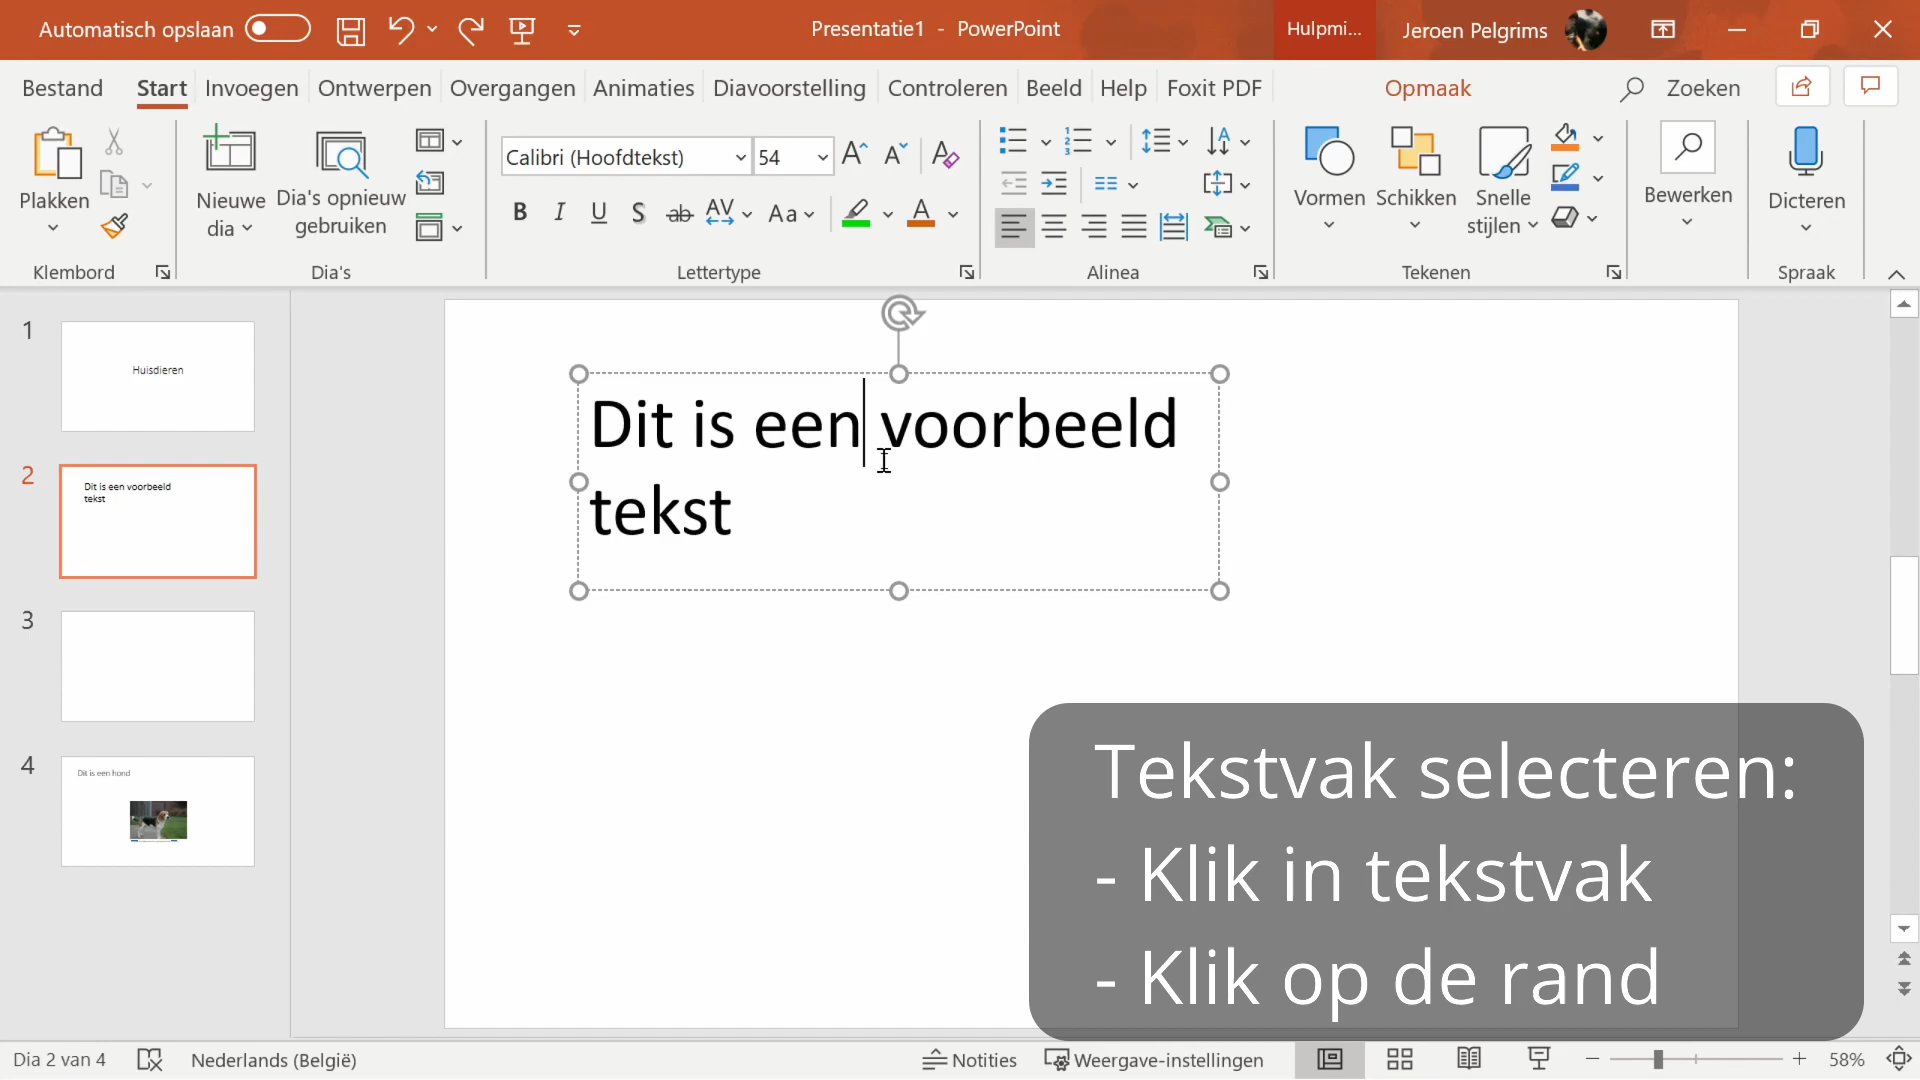 Automatisch opslaan
Presentatie1 - PowerPoint
Hulpmi...
Jeroen Pelgrims
Bestand Start Invoegen Ontwerpen Overgangen Animaties Diavoorstelling Controleren Beeld Help Foxit PDF Opmaak Zoeken
Plakken
Klembord
Nieuwe dia
Dia's opnieuw gebruiken
Dia's
Calibri (Hoofdtekst) 54
B I U S ab AV Aa A
Lettertype
Alinea
Vormen
Schikken
Snelle stijlen
Tekenen
Bewerken
Dicteren
Spraak
1
Huisdieren
2
Dit is een voorbeeld
tekst
3
4
Dit is een hond
Dit is een voorbeeld
tekst
Tekstvak selecteren:
- Klik in tekstvak
- Klik op de rand
Dia 2 van 4
Nederlands (België)
Notities
Weergave-instellingen
58%